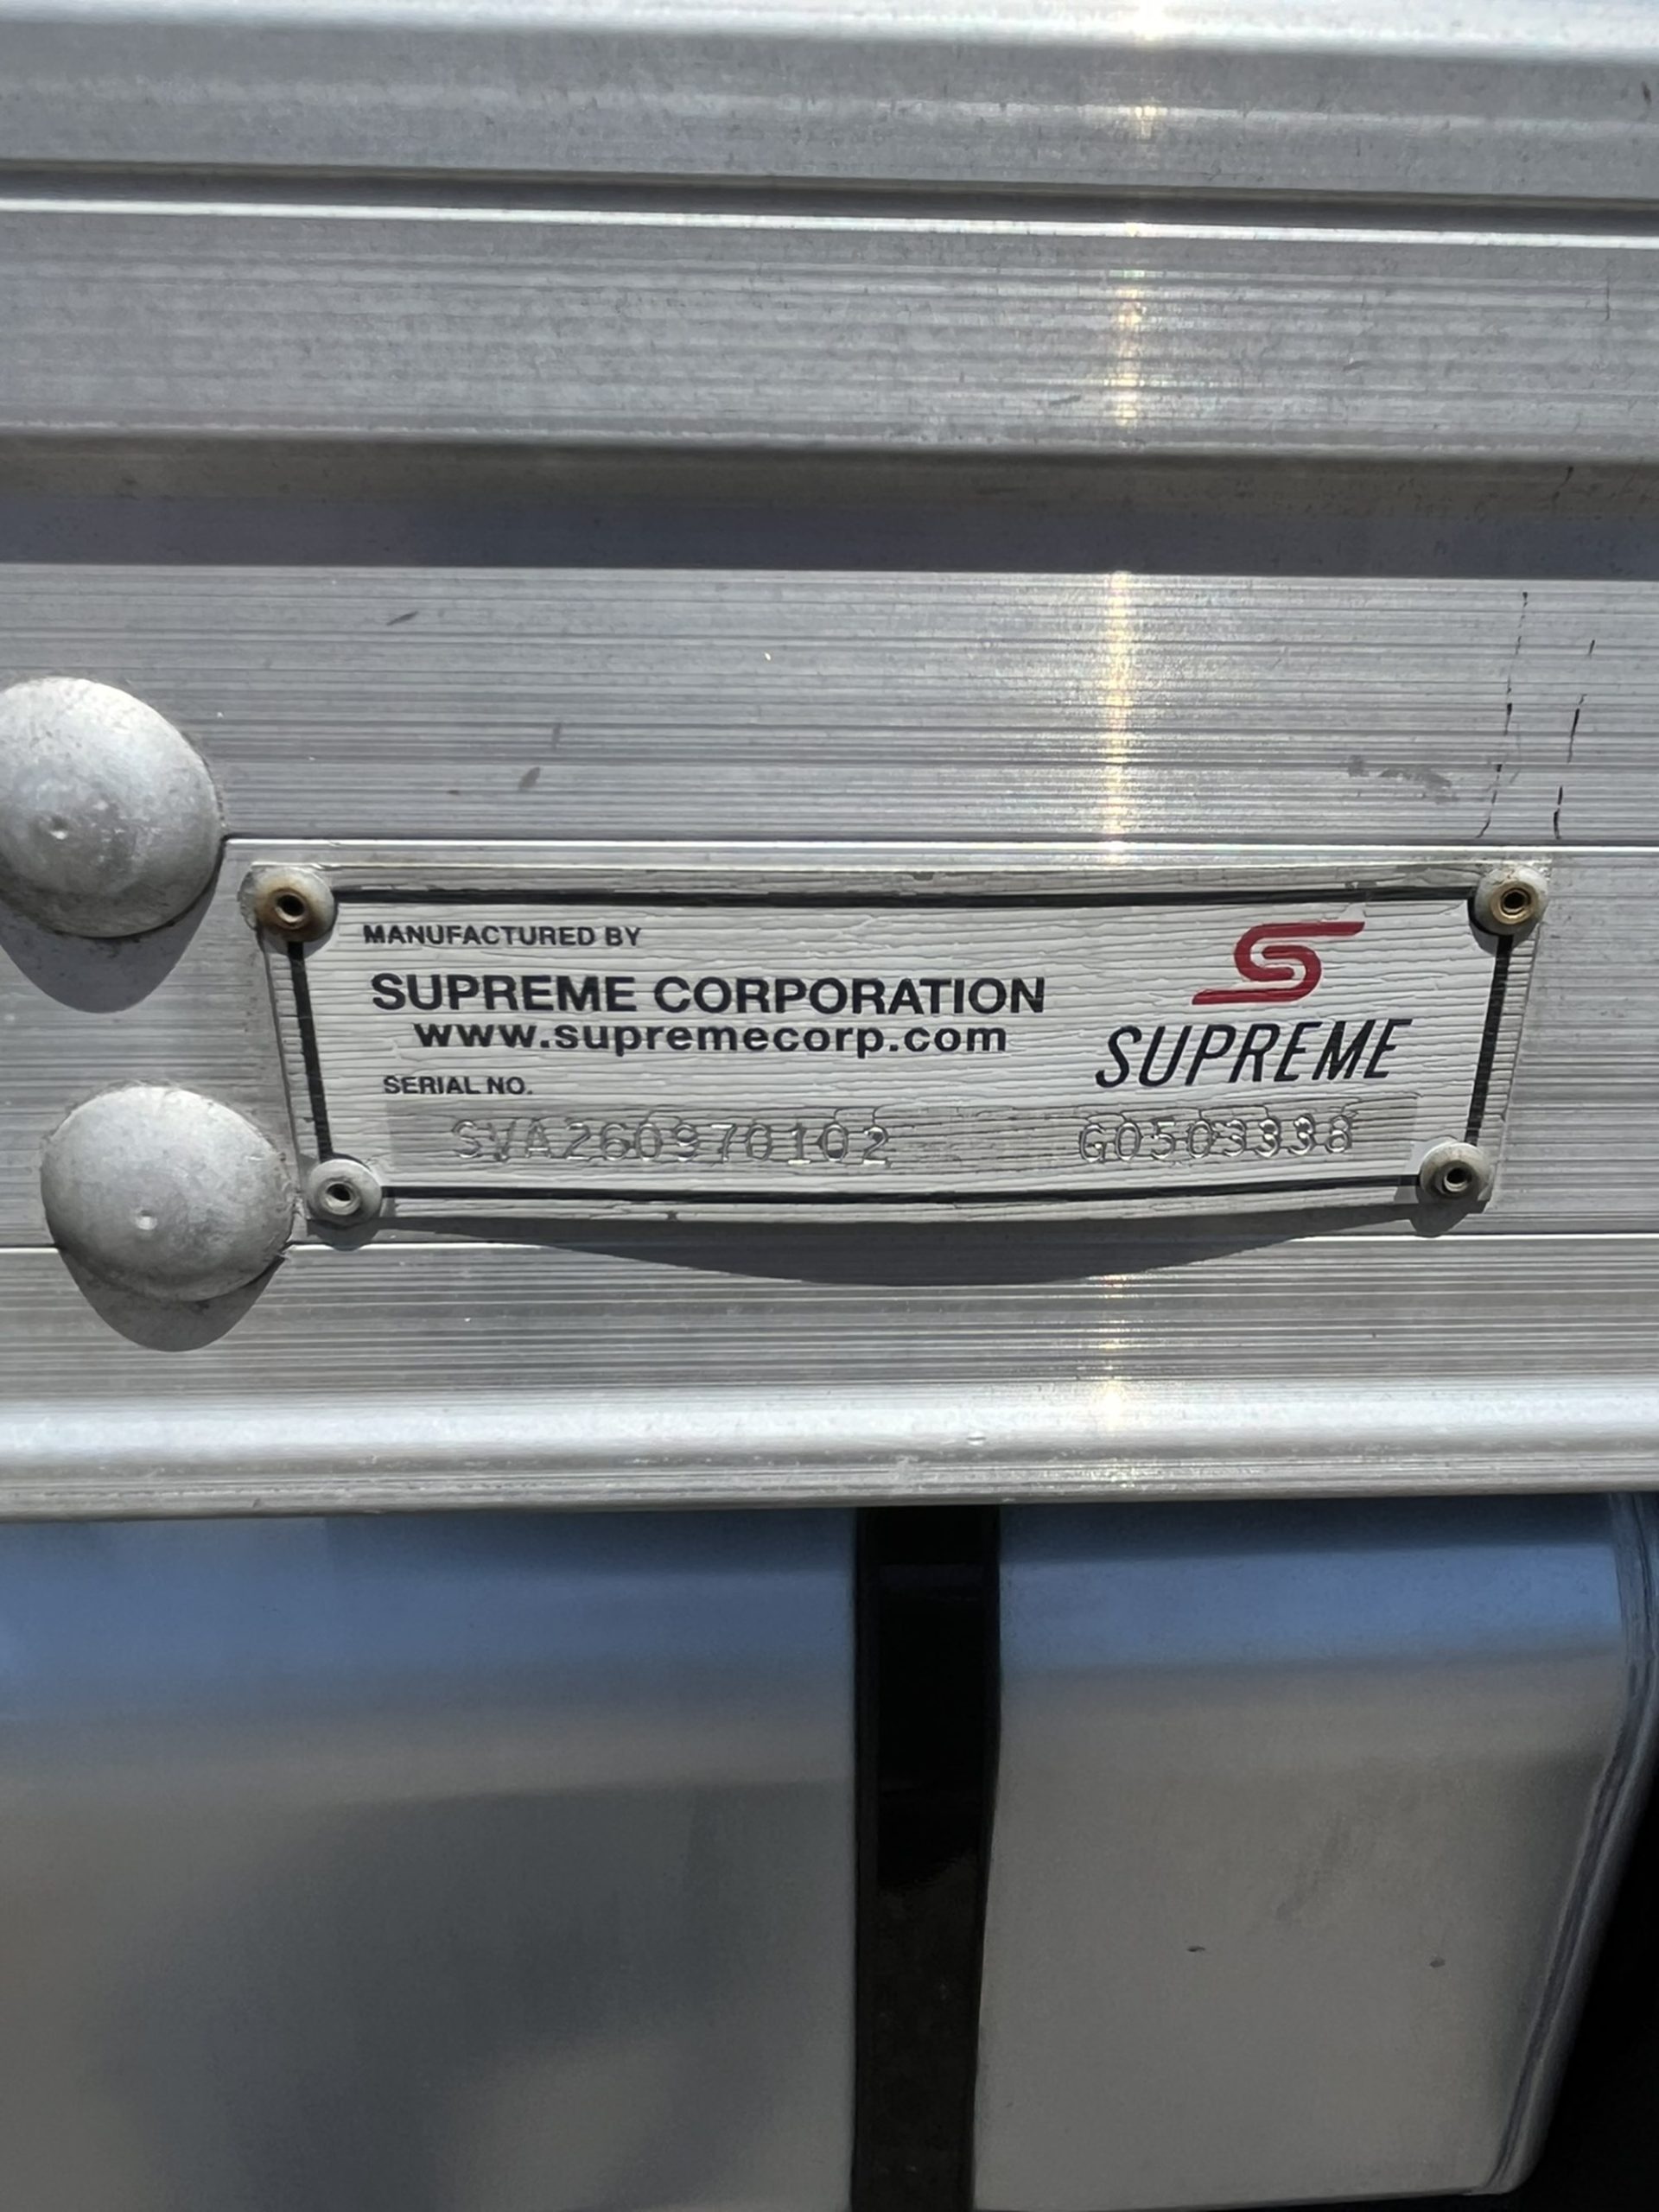 MANUFACTURED BY
SUPREME CORPORATION
www.supremecorp.com
SUPREME
SERIAL NO.
SVA260970102 G0503338